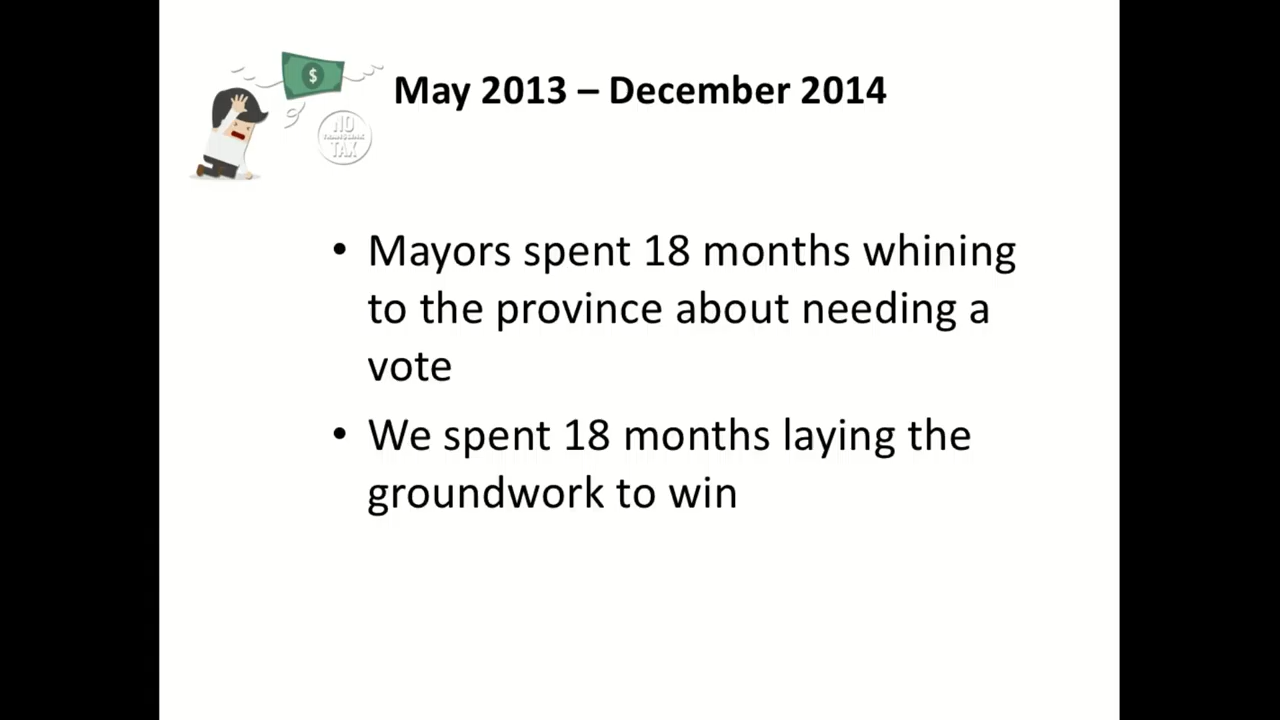 May 2013 – December 2014
$
NO
TRANSLINK
TAX
• Mayors spent 18 months whining
to the province about needing a
vote
• We spent 18 months laying the
groundwork to win